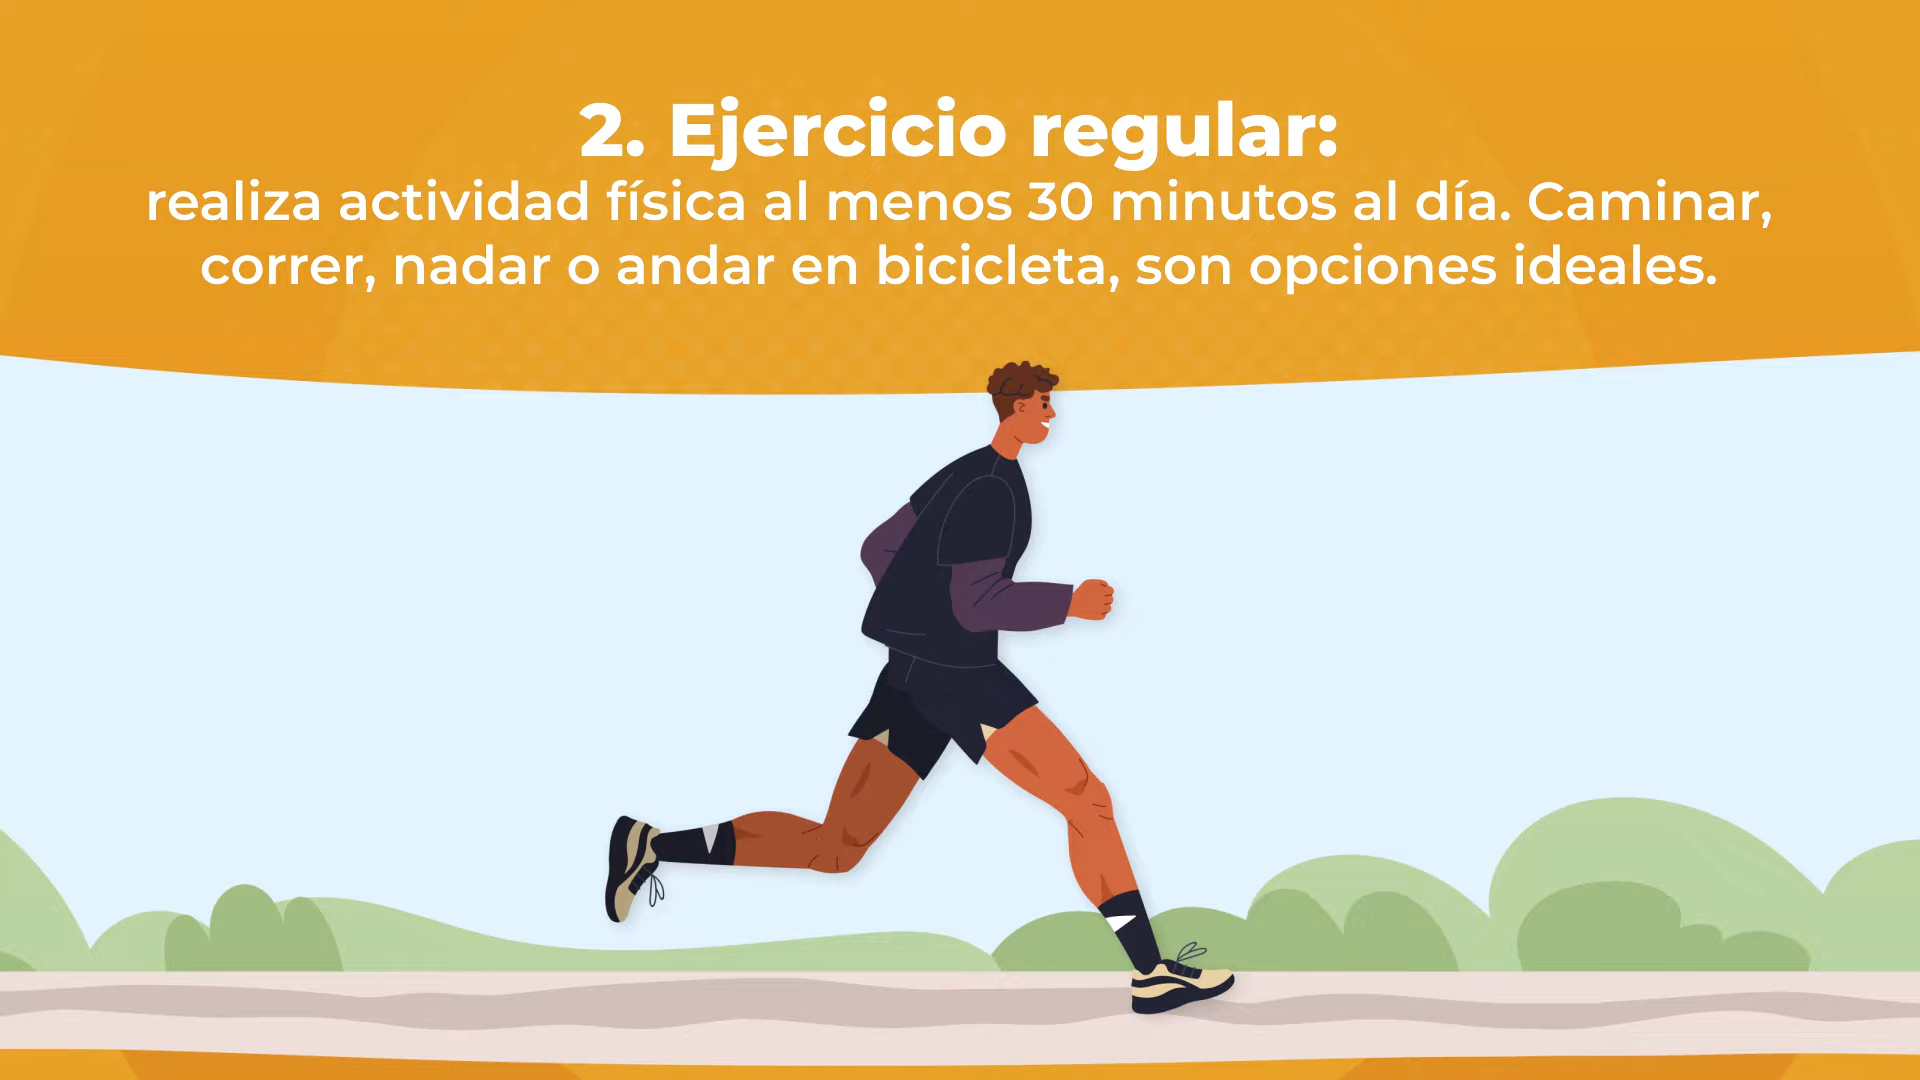 2. Ejercicio regular:
realiza actividad física al menos 30 minutos al día. Caminar,
correr, nadar o andar en bicicleta, son opciones ideales.